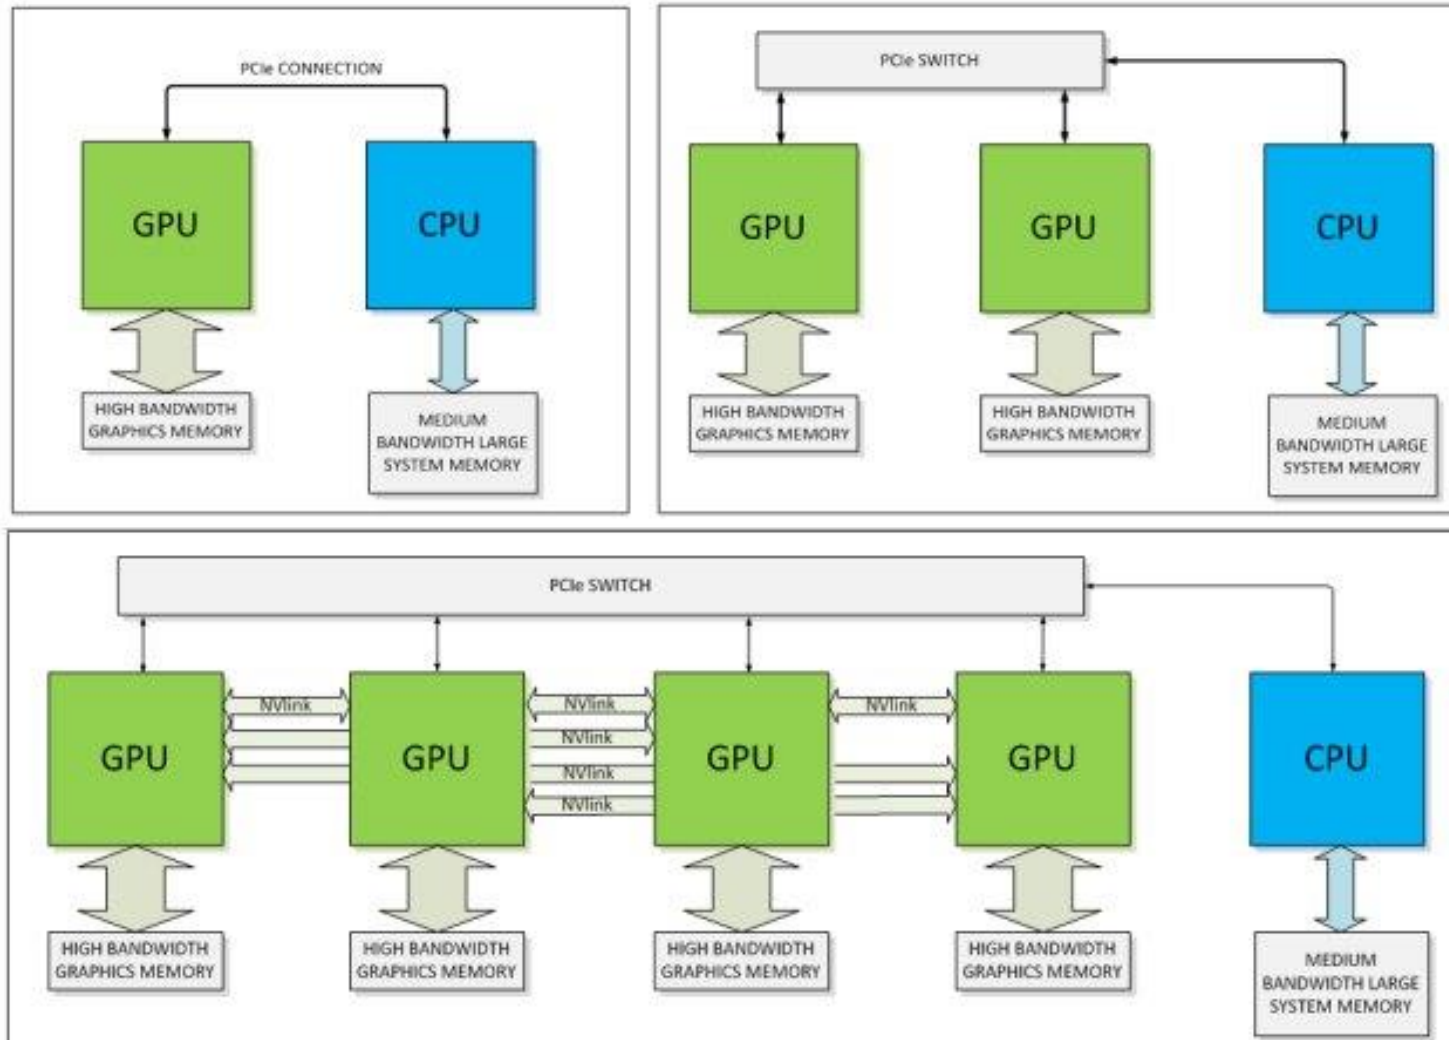 PCIe CONNECTION
GPU
CPU
HIGH BANDWIDTH
GRAPHICS MEMORY
MEDIUM
BANDWIDTH LARGE
SYSTEM MEMORY
PCIe SWITCH
GPU
GPU
CPU
HIGH BANDWIDTH
GRAPHICS MEMORY
HIGH BANDWIDTH
GRAPHICS MEMORY
MEDIUM
BANDWIDTH LARGE
SYSTEM MEMORY
PCIe SWITCH
GPU
NVlink
GPU
NVlink
NVlink
NVlink
NVlink
GPU
NVlink
GPU
CPU
HIGH BANDWIDTH
GRAPHICS MEMORY
HIGH BANDWIDTH
GRAPHICS MEMORY
HIGH BANDWIDTH
GRAPHICS MEMORY
HIGH BANDWIDTH
GRAPHICS MEMORY
MEDIUM
BANDWIDTH LARGE
SYSTEM MEMORY